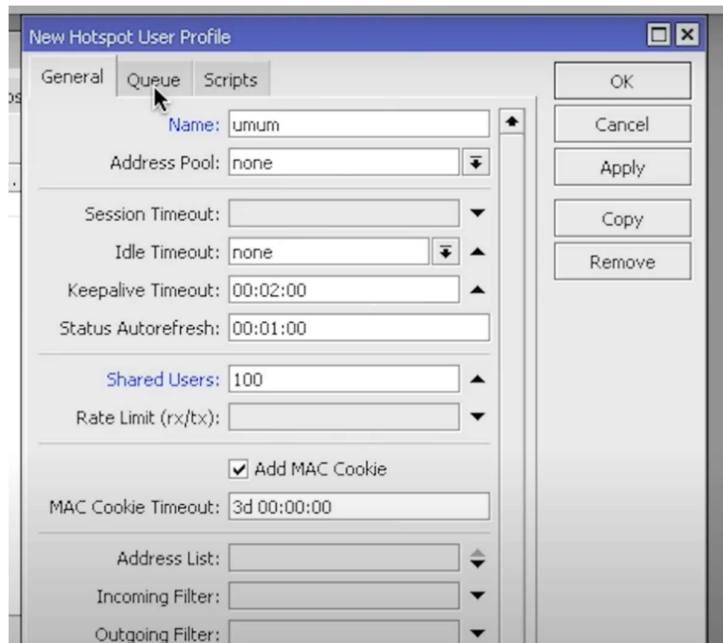 New Hotspot User Profile
General Queue Scripts
Name: umum
Address Pool: none
Session Timeout:
Idle Timeout: none
Keepalive Timeout: 00:02:00
Status Autorefresh: 00:01:00
Shared Users: 100
Rate Limit (rx/tx):
Add MAC Cookie
MAC Cookie Timeout: 3d 00:00:00
Address List:
Incoming Filter:
Outgoing Filter:
OK
Cancel
Apply
Copy
Remove